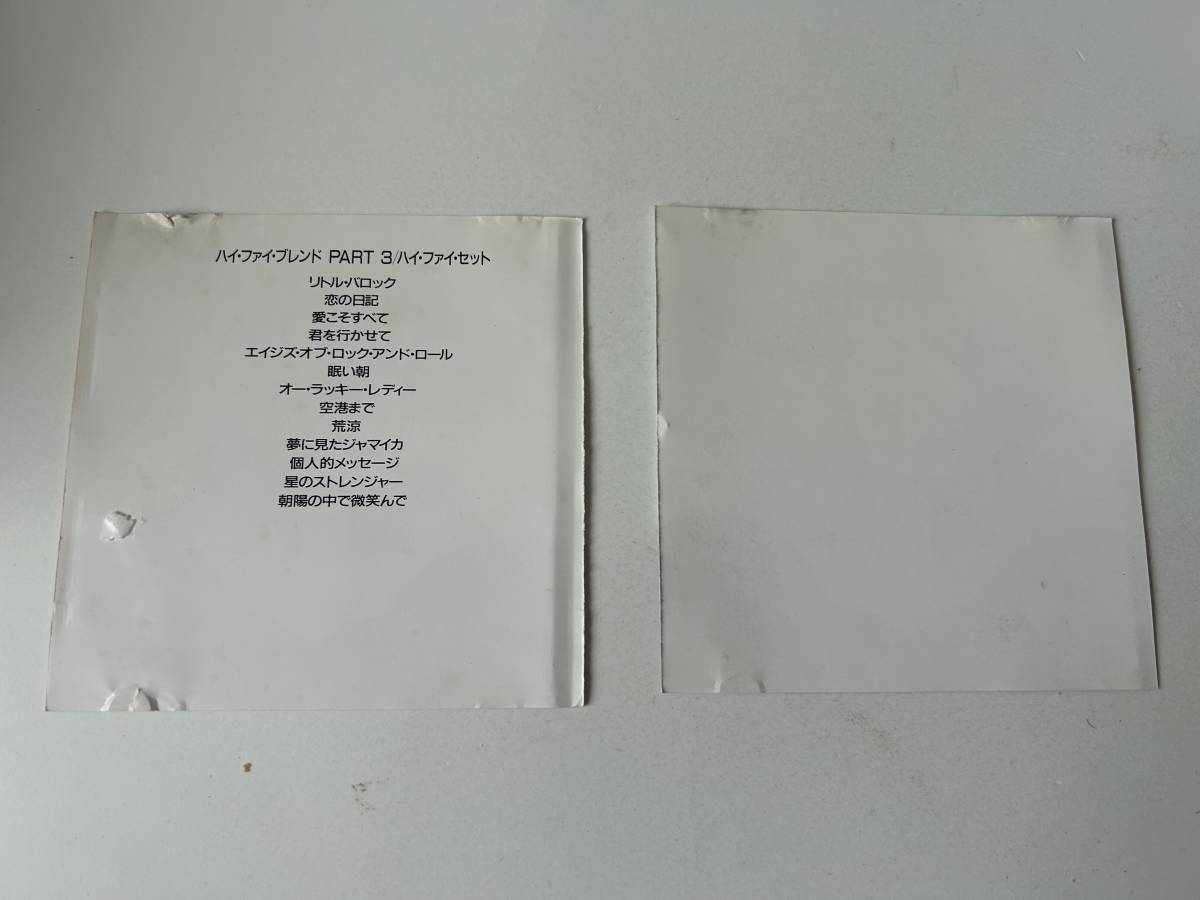 ハイ・ファイ・ブレンド PART 3/ハイ・ファイ・セット
リトル・バロック
恋の日記
愛こそすべて
君を行かせて
エイジズ・オブ・ロック・アンド・ロール
眠い朝
オー・ラッキー・レディー
空港まで
荒涼
夢に見たジャマイカ
個人的メッセージ
星のストレンジャー
朝陽の中で微笑んで